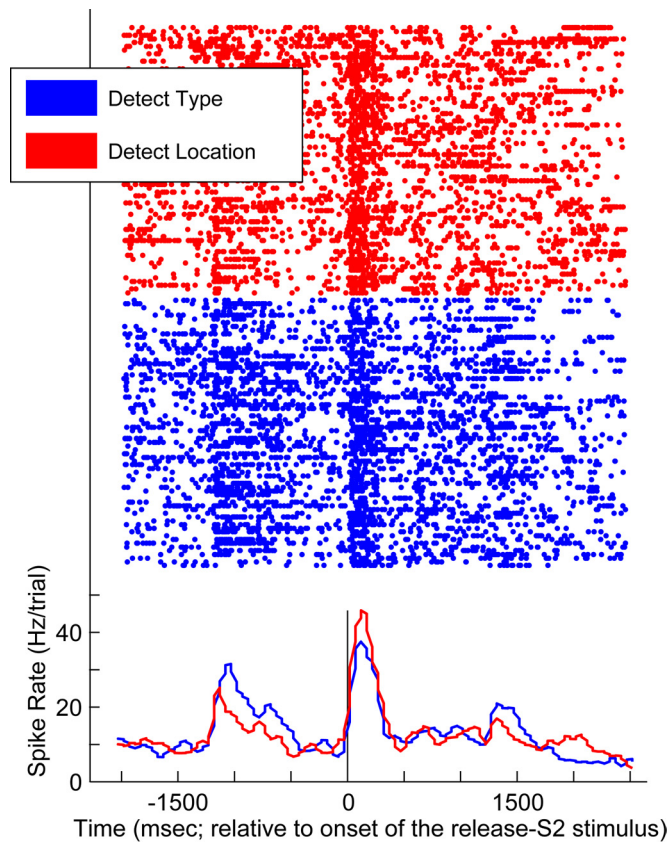 Detect Type
Detect Location
Spike Rate (Hz/trial)
40
20
0
-1500 0 1500
Time (msec; relative to onset of the release-S2 stimulus)